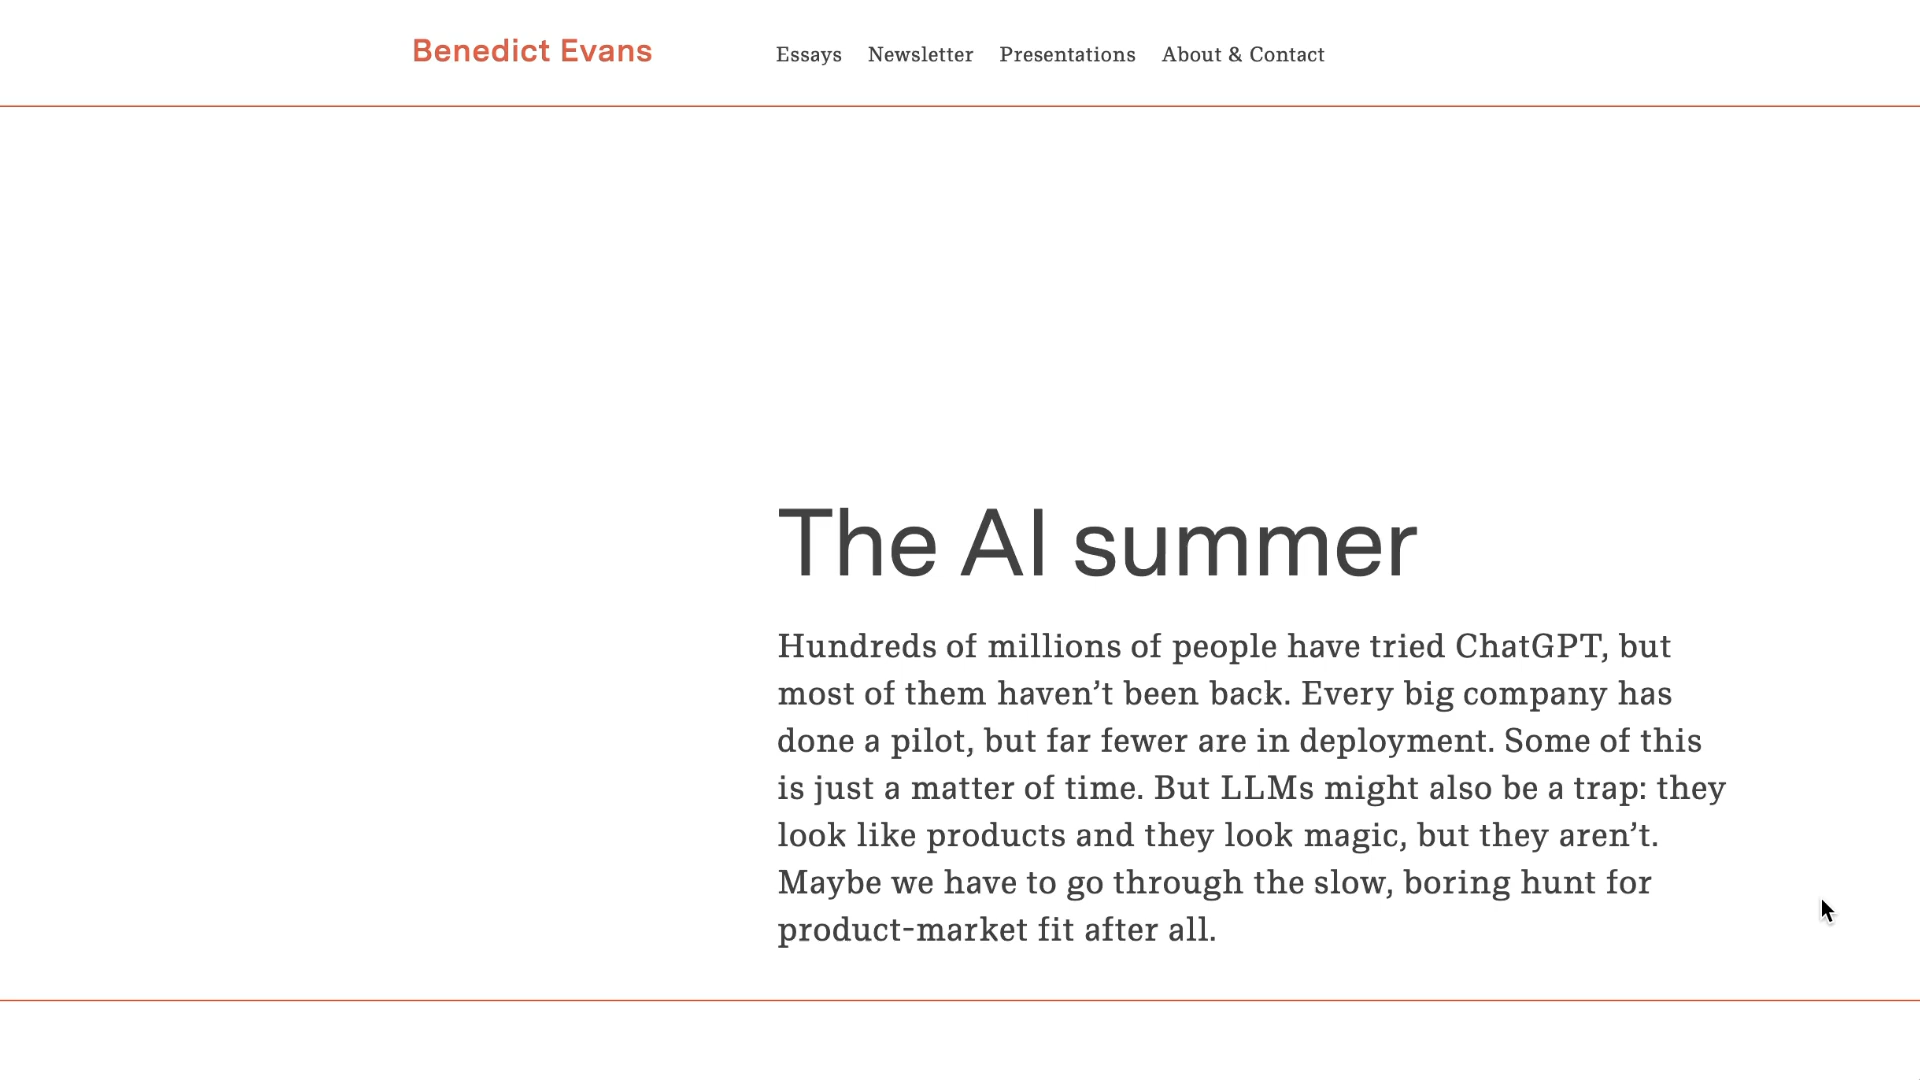 Benedict Evans
Essays Newsletter Presentations About & Contact
The AI summer
Hundreds of millions of people have tried ChatGPT, but
most of them haven’t been back. Every big company has
done a pilot, but far fewer are in deployment. Some of this
is just a matter of time. But LLMs might also be a trap: they
look like products and they look magic, but they aren’t.
Maybe we have to go through the slow, boring hunt for
product-market fit after all.